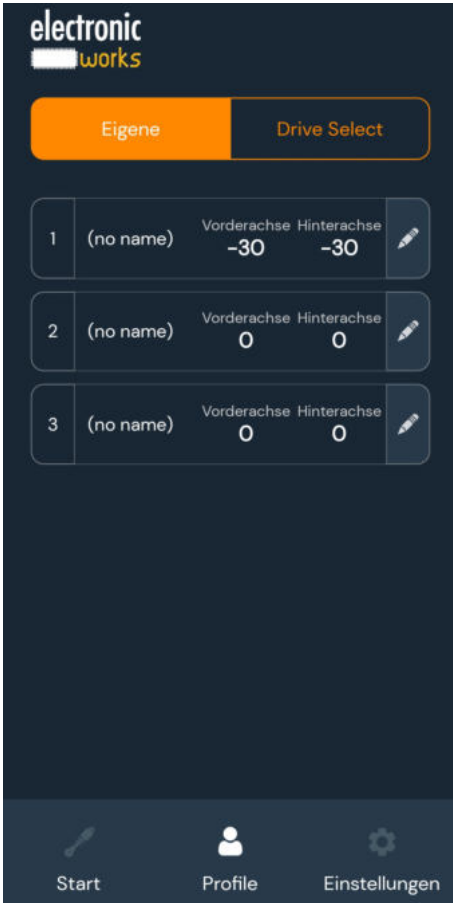 electronic
works
Eigene Drive Select
1 (no name) Vorderachse Hinterachse
-30 -30
2 (no name) Vorderachse Hinterachse
0 0
3 (no name) Vorderachse Hinterachse
0 0
Start Profile Einstellungen